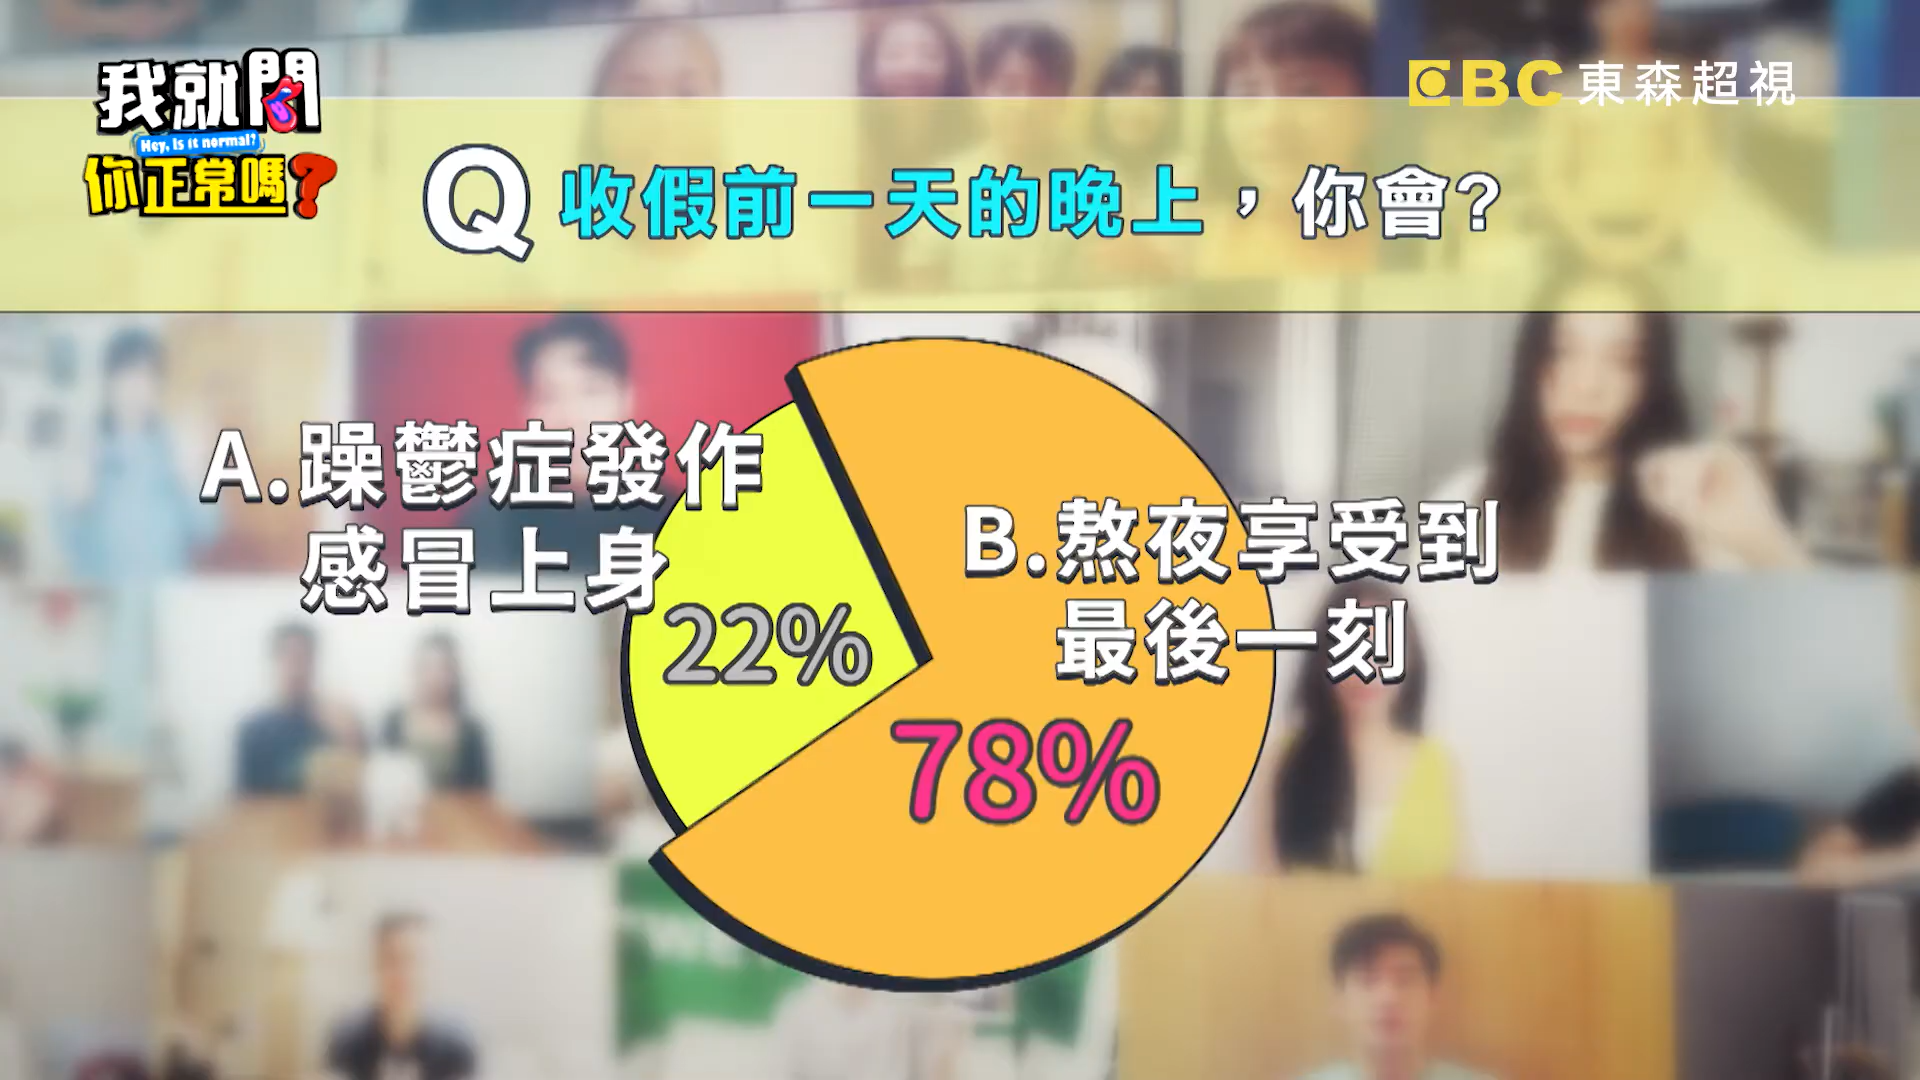 我就問
Hey, is it normal?
你正常嗎?
EBC 東森超視
Q 收假前一天的晚上，你會?
A.躁鬱症發作
感冒上身
22%
B.熬夜享受到
最後一刻
78%